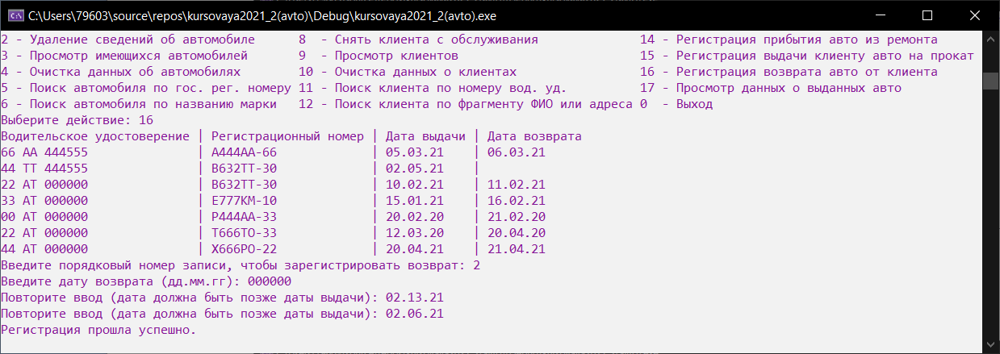 C:\Users\79603\source\repos\kursovaya2021_2(avto)\Debug\kursovaya2021_2(avto).exe
2 - Удаление сведений об автомобиле 8 - Снять клиента с обслуживания 14 - Регистрация прибытия авто из ремонта
3 - Просмотр имеющихся автомобилей 9 - Просмотр клиентов 15 - Регистрация выдачи клиенту авто на прокат
4 - Очистка данных об автомобилях 10 - Очистка данных о клиентах 16 - Регистрация возврата авто от клиента
5 - Поиск автомобиля по гос. рег. номеру 11 - Поиск клиента по номеру вод. уд. 17 - Просмотр данных о выданных авто
6 - Поиск автомобиля по названию марки 12 - Поиск клиента по фрагменту ФИО или адреса 0 - Выход
Выберите действие: 16
Водительское удостоверение | Регистрационный номер | Дата выдачи | Дата возврата
66 АА 444555 | А444АА-66 | 05.03.21 | 06.03.21
44 ТТ 444555 | В632ТТ-30 | 02.05.21 |
22 АТ 000000 | В632ТТ-30 | 10.02.21 | 11.02.21
33 АТ 000000 | Е777КМ-10 | 15.01.21 | 16.02.21
00 АТ 000000 | Р444АА-33 | 20.02.20 | 21.02.20
22 АТ 000000 | Т666ТО-33 | 12.03.20 | 20.04.20
44 АТ 000000 | Х666РО-22 | 20.04.21 | 21.04.21
Введите порядковый номер записи, чтобы зарегистрировать возврат: 2
Введите дату возврата (дд.мм.гг): 000000
Повторите ввод (дата должна быть позже даты выдачи): 02.13.21
Повторите ввод (дата должна быть позже даты выдачи): 02.06.21
Регистрация прошла успешно.